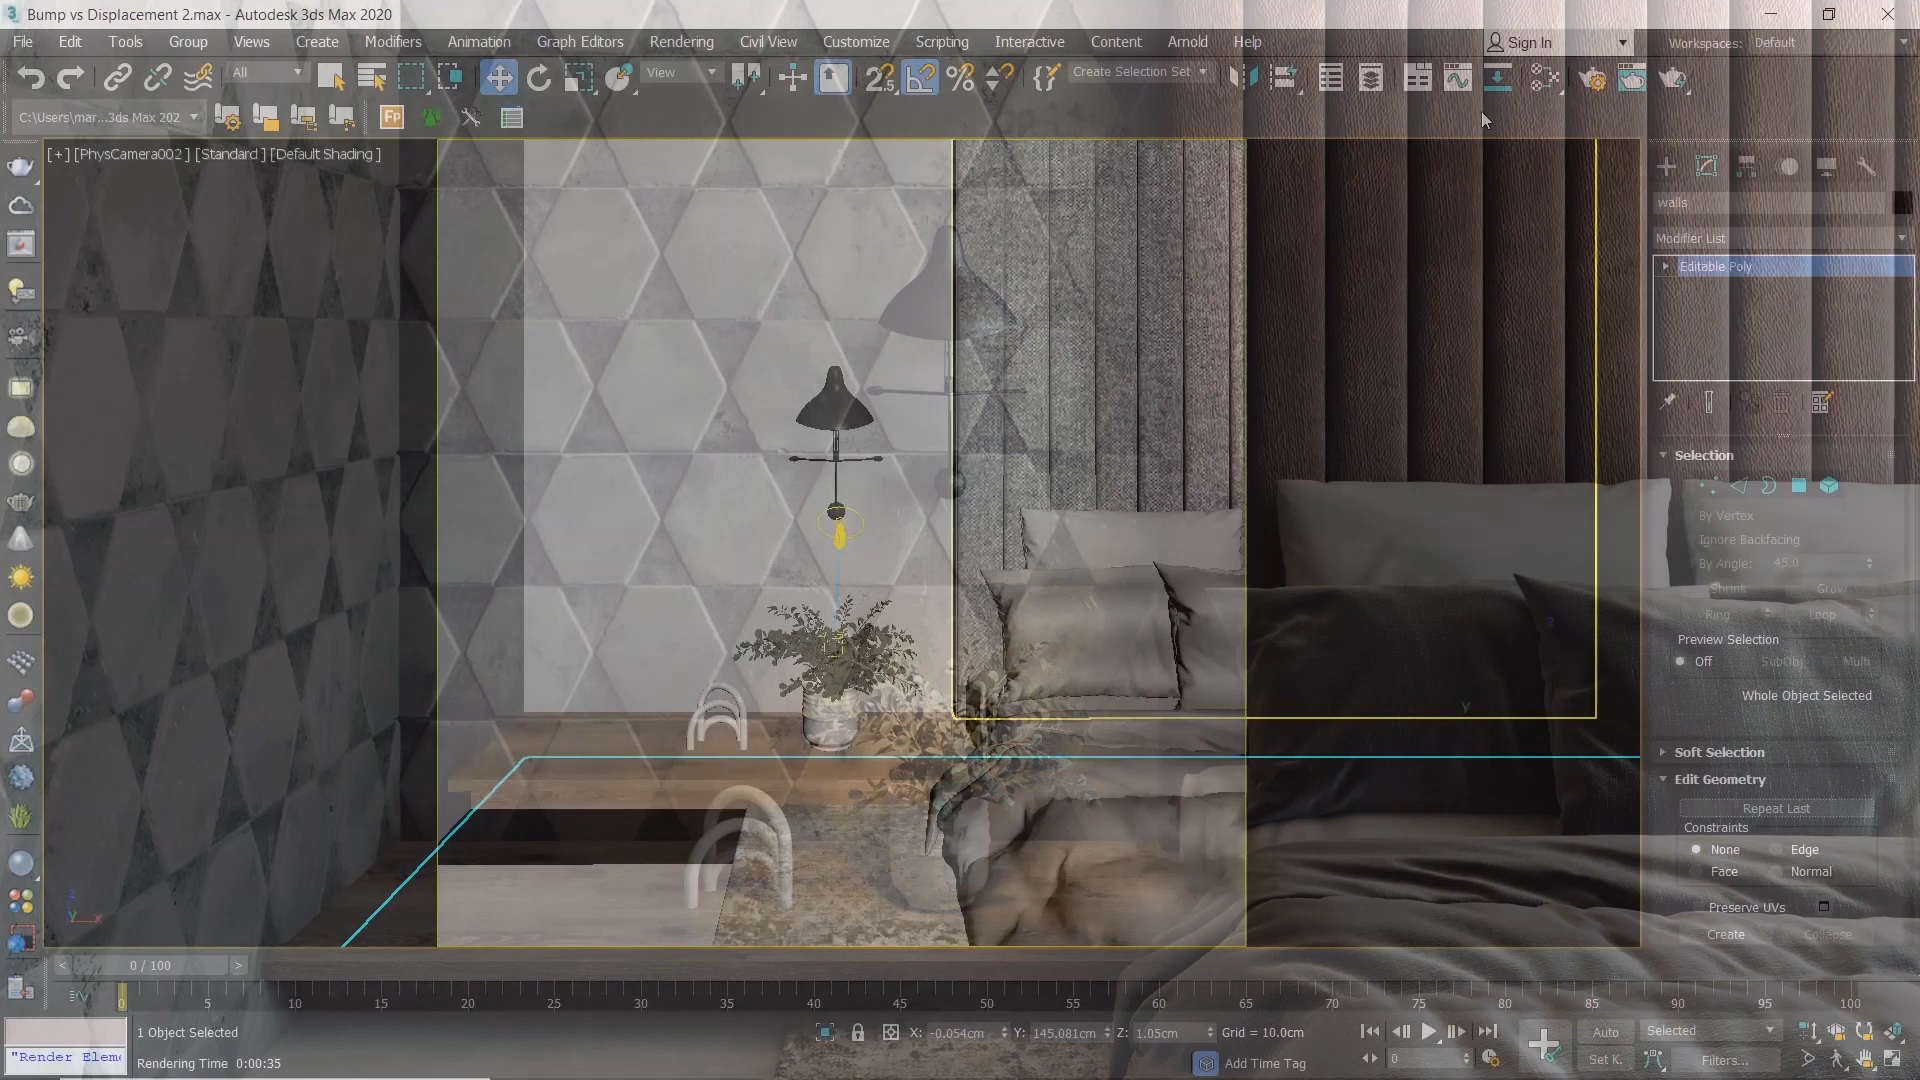 Bump vs Displacement 2.max - Autodesk 3ds Max 2020
File Edit Tools Group Views Create Modifiers Animation Graph Editors Rendering Civil View Customize Scripting Interactive Content Arnold Help
Sign In
Workspaces: Default
All
View
2.5
Create Selection Set
C:\Users\mar...3ds Max 202
Fp
[+] [PhysCamera002 ] [Standard ] [Default Shading ]
walls
Modifier List
Editable Poly
Selection
By Vertex
Ignore Backfacing
By Angle: 45.0
Shrink Grow
Ring Loop
Preview Selection
Off SubObj Multi
Whole Object Selected
Soft Selection
Edit Geometry
Repeat Last
Constraints
None Edge
Face Normal
Preserve UVs
Create Collapse
z
y
z
y x
< 0 / 100 >
0 5 10 15 20 25 30 35 40 45 50 55 60 65 70 75 80 85 90 95 100
1 Object Selected
X: -0.054cm Y: 145.081cm Z: 1.05cm Grid = 10.0cm
Auto Selected
"Render Eleme
Rendering Time 0:00:35
Add Time Tag
0
Set K. Filters...